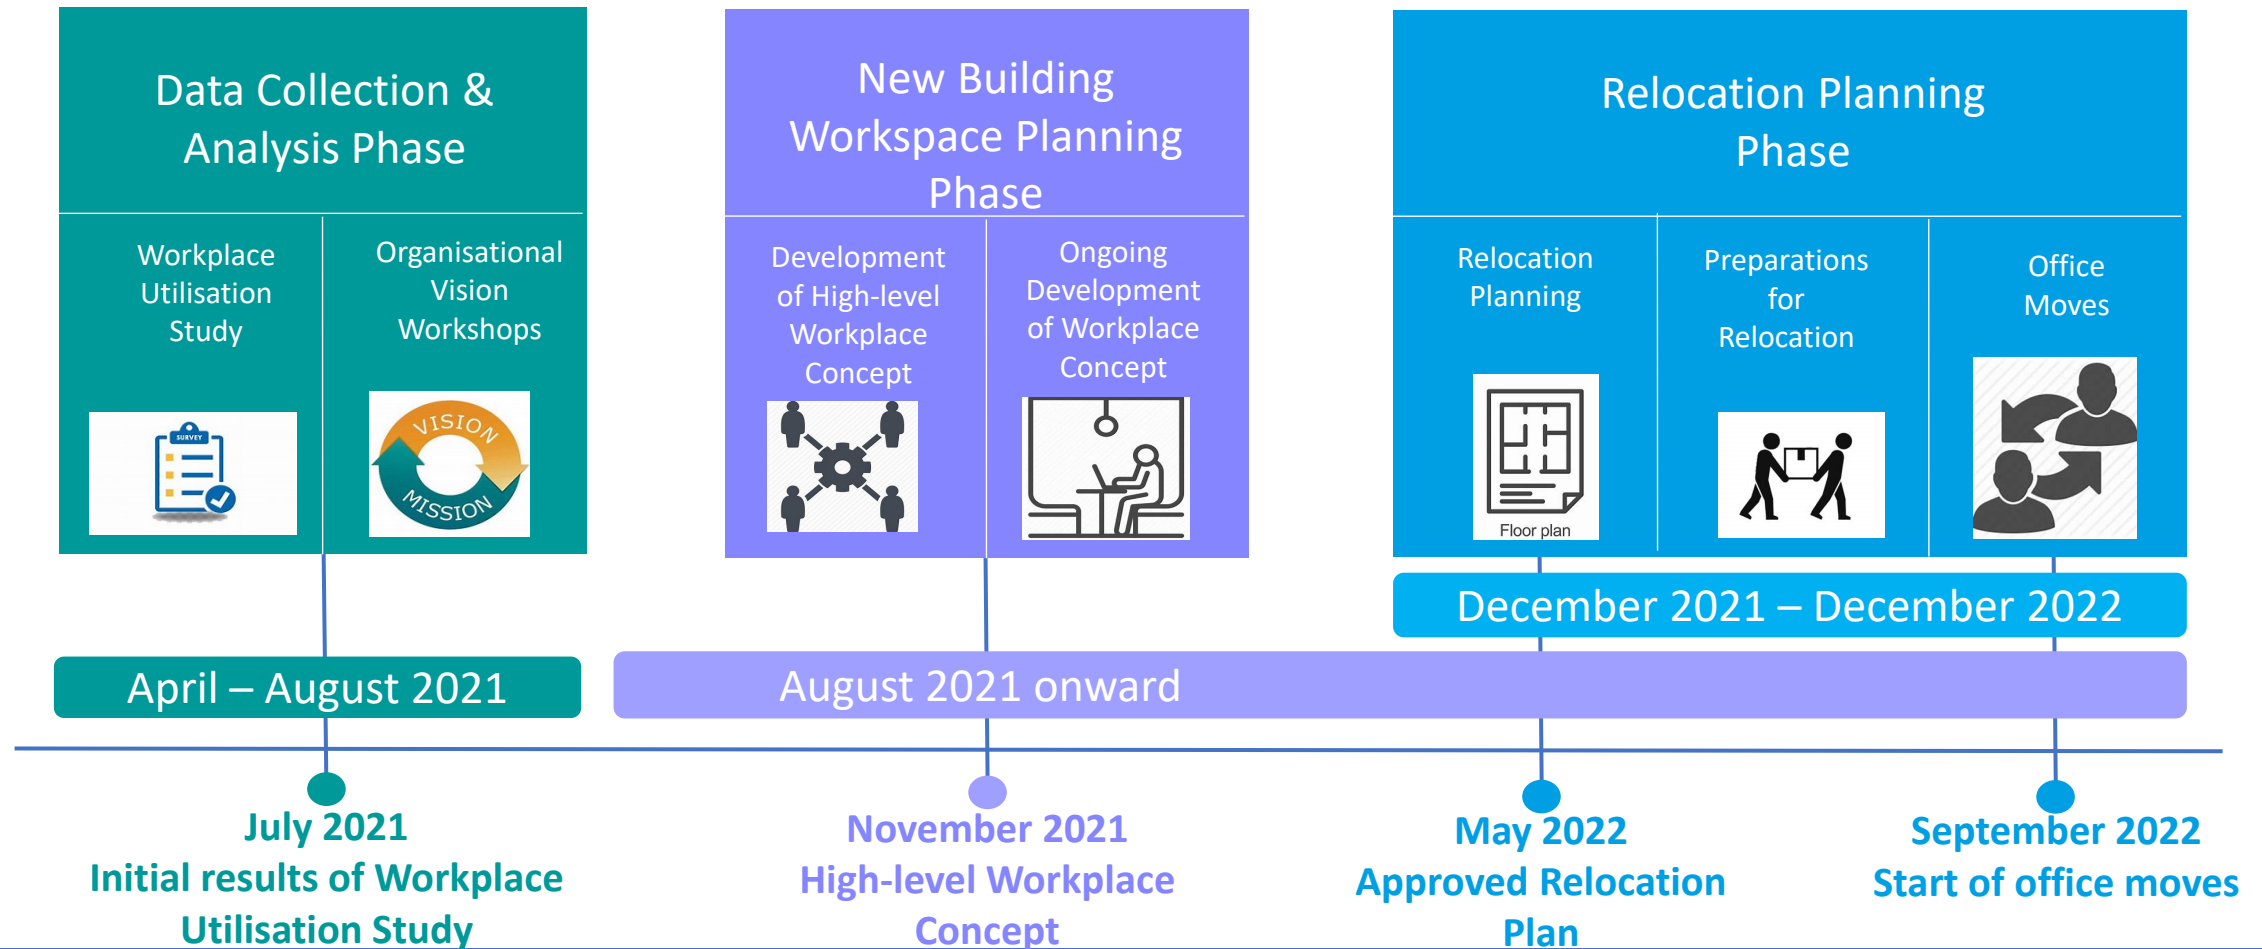 Data Collection &
Analysis Phase
Workplace
Utilisation
Study
Organisational
Vision
Workshops
SURVEY
VISION
MISSION
New Building
Workspace Planning
Phase
Development
of High-level
Workplace
Concept
Ongoing
Development
of Workplace
Concept
Relocation Planning
Phase
Relocation
Planning
Preparations
for
Relocation
Office
Moves
Floor plan
December 2021 – December 2022
April – August 2021
August 2021 onward
July 2021
Initial results of Workplace
Utilisation Study
November 2021
High-level Workplace
Concept
May 2022
Approved Relocation
Plan
September 2022
Start of office moves